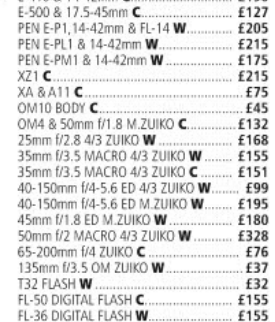 E-500 & 17.5-45mm C £127
PEN E-P1,14-42mm & FL-14 W £205
PEN E-PL1 & 14-42mm W £215
PEN E-PM1 & 14-42mm W £175
XZ1 C £215
XA & A11 C £75
OM10 BODY C £45
OM4 & 50mm f/1.8 M.ZUIKO C £132
25mm f/2.8 4/3 ZUIKO W £168
35mm f/3.5 MACRO 4/3 ZUIKO W £155
35mm f/3.5 MACRO 4/3 ZUIKO C £151
40-150mm f/4-5.6 ED 4/3 ZUIKO W £99
40-150mm f/4-5.6 ED M.ZUIKO W £195
45mm f/1.8 ED M.ZUIKO W £180
50mm f/2 MACRO 4/3 ZUIKO W £328
65-200mm f/4 ZUIKO C £76
135mm f/3.5 OM ZUIKO W £37
T32 FLASH W £32
FL-50 DIGITAL FLASH C £155
FL-36 DIGITAL FLASH W £155